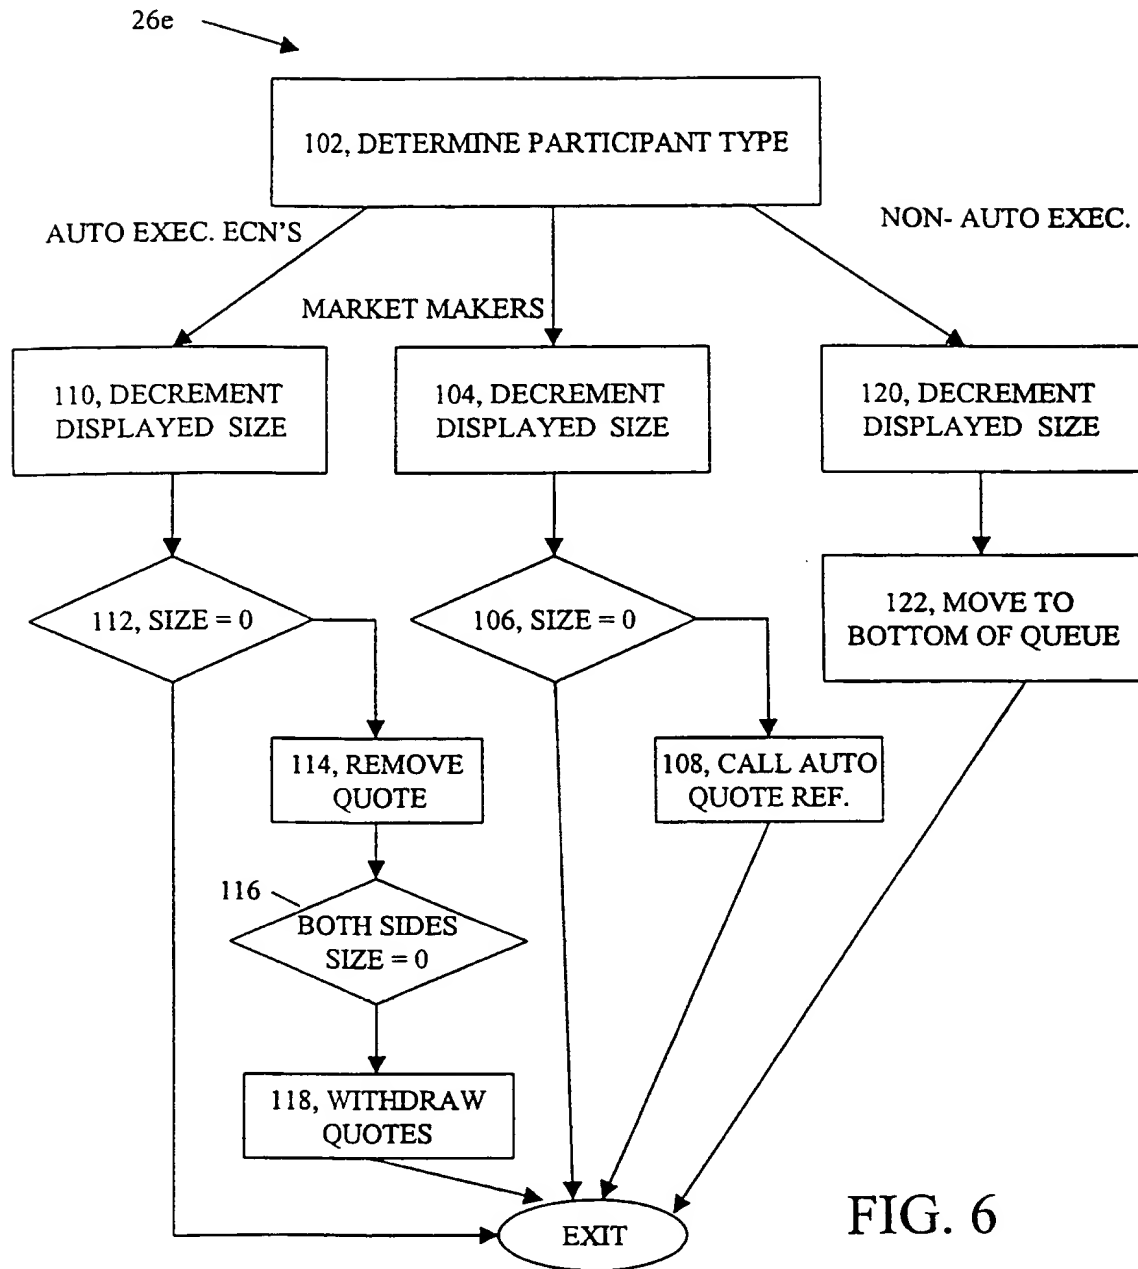 26e
102, DETERMINE PARTICIPANT TYPE
AUTO EXEC. ECN'S
NON- AUTO EXEC.
MARKET MAKERS
110, DECREMENT
DISPLAYED SIZE
104, DECREMENT
DISPLAYED SIZE
120, DECREMENT
DISPLAYED SIZE
112, SIZE = 0
106, SIZE = 0
122, MOVE TO
BOTTOM OF QUEUE
114, REMOVE
QUOTE
108, CALL AUTO
QUOTE REF.
116
BOTH SIDES
SIZE = 0
118, WITHDRAW
QUOTES
EXIT
FIG. 6